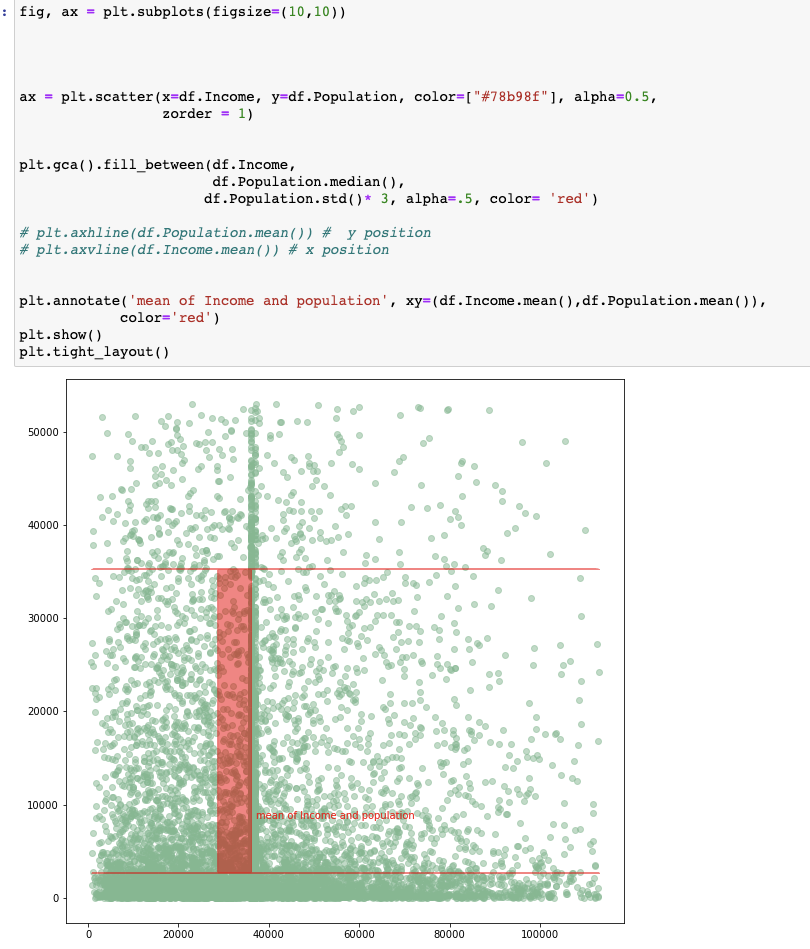 : fig, ax = plt.subplots(figsize=(10,10))
ax = plt.scatter(x=df.Income, y=df.Population, color=["#78b98f"], alpha=0.5,
zorder = 1)
plt.gca().fill_between(df.Income,
df.Population.median(),
df.Population.std()* 3, alpha=.5, color= 'red')
# plt.axhline(df.Population.mean()) #  y position
# plt.axvline(df.Income.mean()) # x position
plt.annotate('mean of Income and population', xy=(df.Income.mean(),df.Population.mean()),
color='red')
plt.show()
plt.tight_layout()
50000
40000
30000
20000
10000
mean of Income and population
0
0 20000 40000 60000 80000 100000